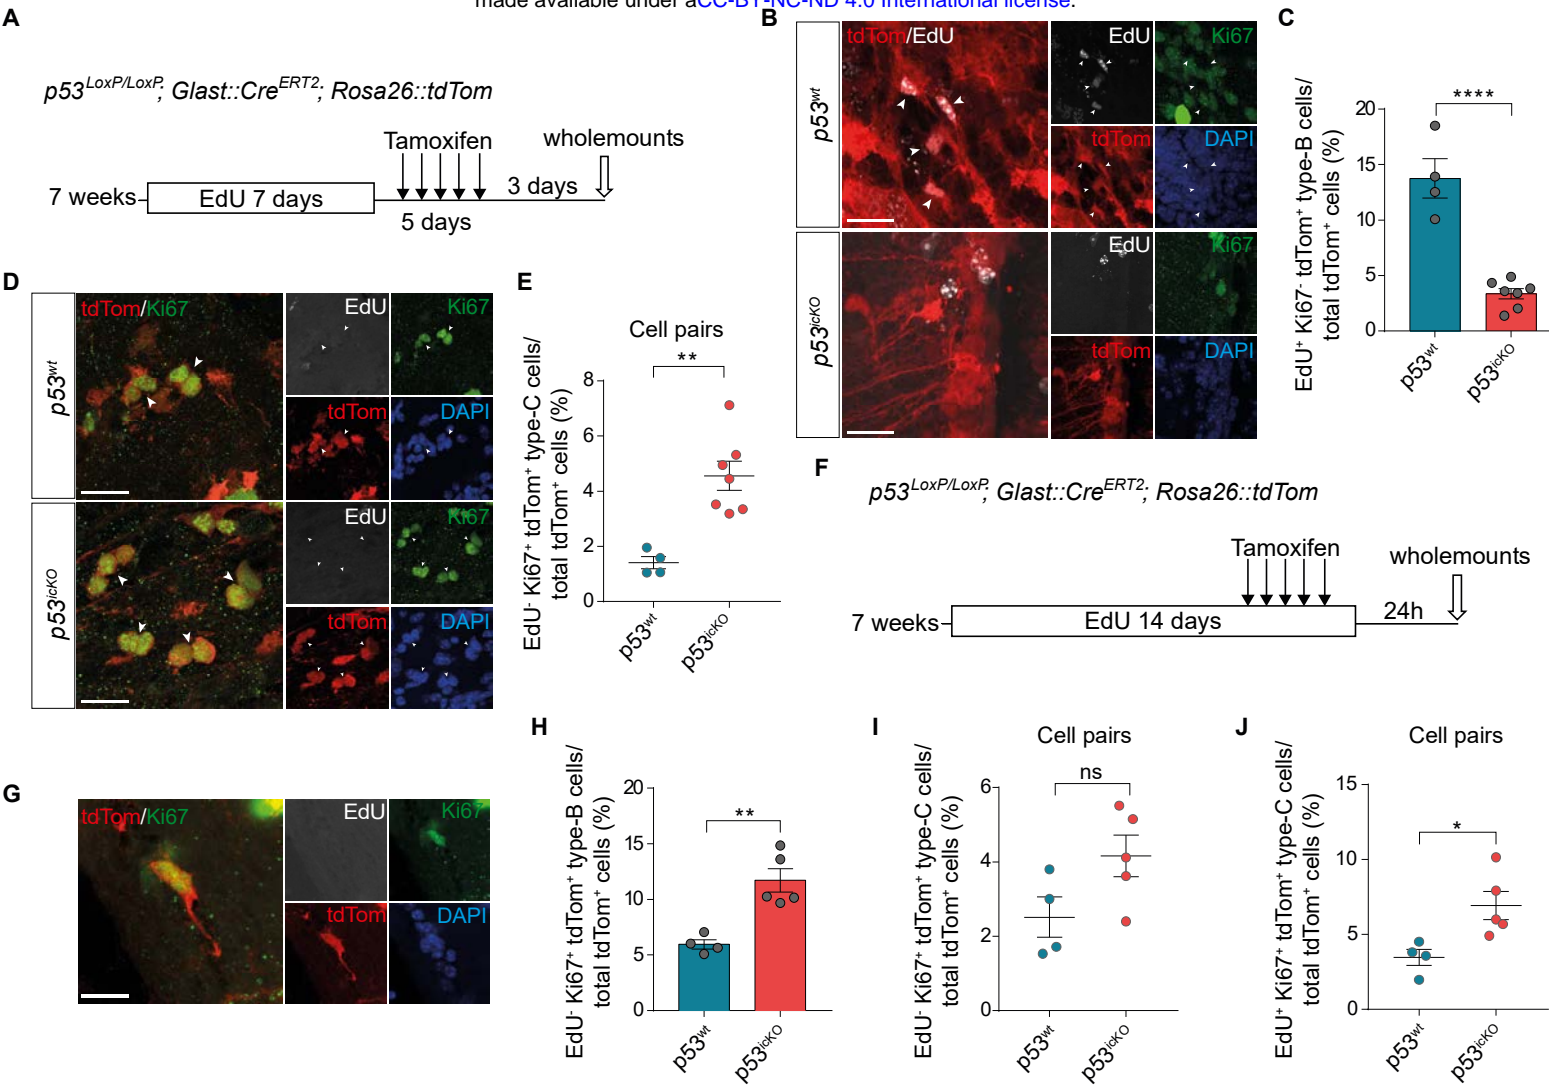 made available under aCC-BY-NC-ND 4.0 International license.
A
p53LoxP/LoxP; Glast::CreERT2; Rosa26::tdTom
Tamoxifen
wholemounts
7 weeks
EdU 7 days
3 days
5 days
B
p53wt
tdTom/EdU
EdU
Ki67
tdTom
DAPI
p53icKO
EdU
Ki67
tdTom
DAPI
C
EdU+ Ki67- tdTom+ type-B cells/
total tdTom+ cells (%)
****
20
15
10
5
0
p53wt
p53icKO
D
p53wt
tdTom/Ki67
EdU
Ki67
tdTom
DAPI
p53icKO
EdU
Ki67
tdTom
DAPI
E
Cell pairs
EdU- Ki67+ tdTom+ type-C cells/
total tdTom+ cells (%)
**
8
6
4
2
0
p53wt
p53icKO
F
p53LoxP/LoxP; Glast::CreERT2; Rosa26::tdTom
Tamoxifen
wholemounts
7 weeks
EdU 14 days
24h
G
tdTom/Ki67
EdU
Ki67
tdTom
DAPI
H
EdU- Ki67+ tdTom+ type-B cells/
total tdTom+ cells (%)
**
20
15
10
5
0
p53wt
p53icKO
I
Cell pairs
EdU- Ki67+ tdTom+ type-C cells/
total tdTom+ cells (%)
ns
6
4
2
0
p53wt
p53icKO
J
Cell pairs
EdU+ Ki67+ tdTom+ type-C cells/
total tdTom+ cells (%)
*
15
10
5
0
p53wt
p53icKO